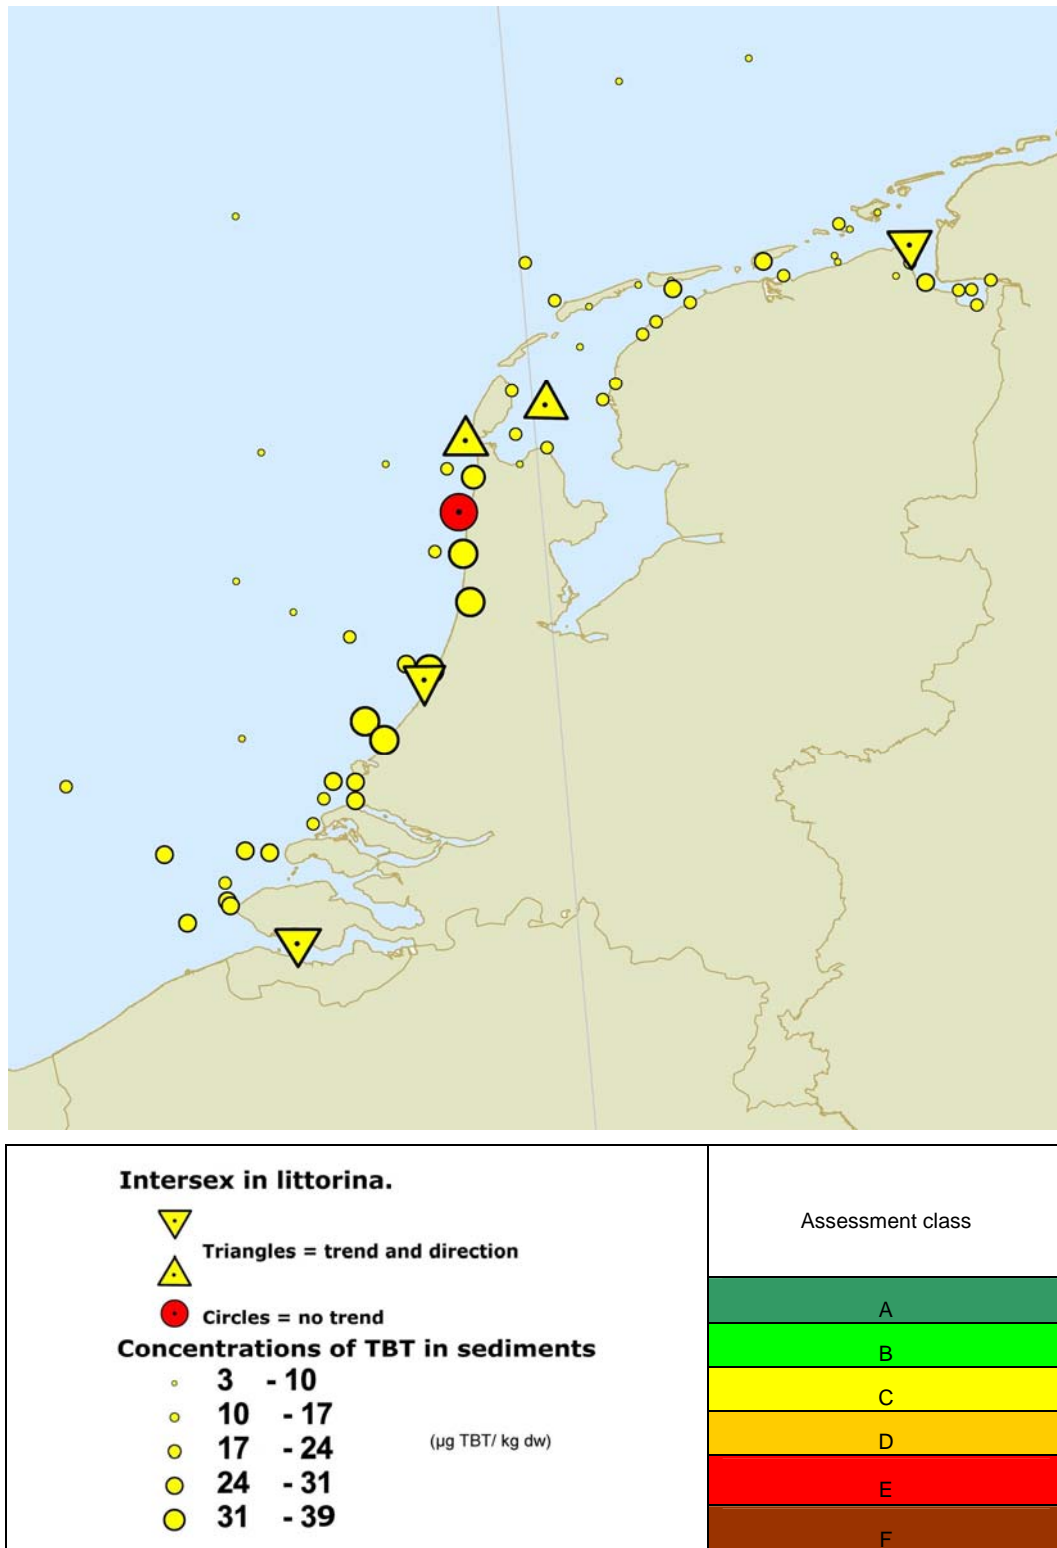 Intersex in littorina.
Triangles = trend and direction
Circles = no trend
Concentrations of TBT in sediments
3 - 10
10 - 17
17 - 24
24 - 31
31 - 39
(µg TBT/ kg dw)
Assessment class
A
B
C
D
E
F